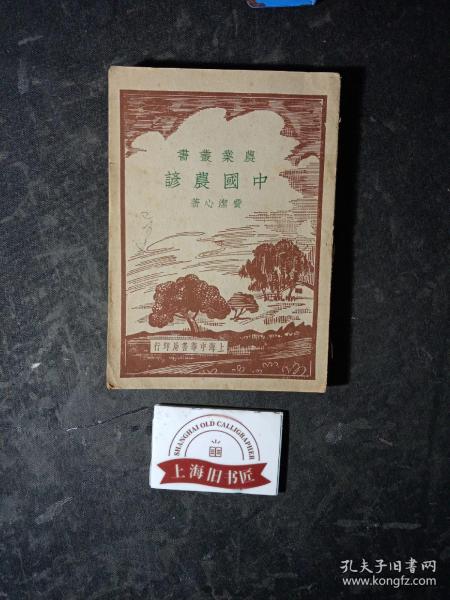 書叢業農
諺農國中
著心潔費
行印局書華中海上
SHANGHAI OLD CALLIGRAPHER
上海旧书匠
孔夫子旧书网
www.kongfz.com